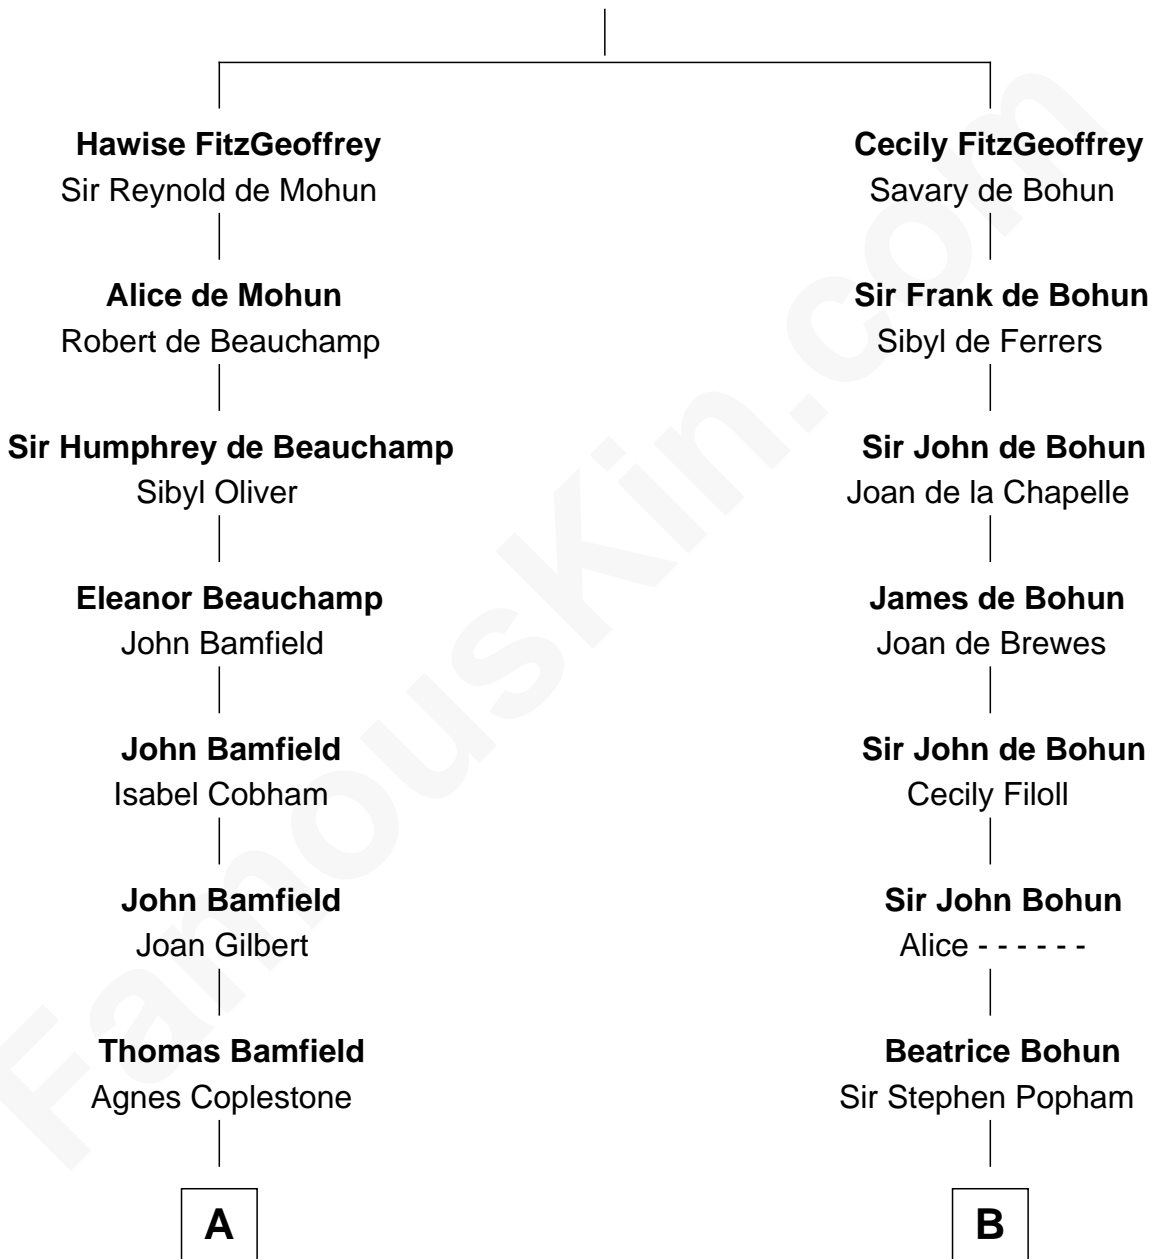 Hawise FitzGeoffrey
Sir Reynold de Mohun
Alice de Mohun
Robert de Beauchamp
Sir Humphrey de Beauchamp
Sibyl Oliver
Eleanor Beauchamp
John Bamfield
John Bamfield
Isabel Cobham
John Bamfield
Joan Gilbert
Thomas Bamfield
Agnes Coplestone
A
Cecily FitzGeoffrey
Savary de Bohun
Sir Frank de Bohun
Sibyl de Ferrers
Sir John de Bohun
Joan de la Chapelle
James de Bohun
Joan de Brewes
Sir John de Bohun
Cecily Filoll
Sir John Bohun
Alice - - - - - -
Beatrice Bohun
Sir Stephen Popham
B
FamousKin.com